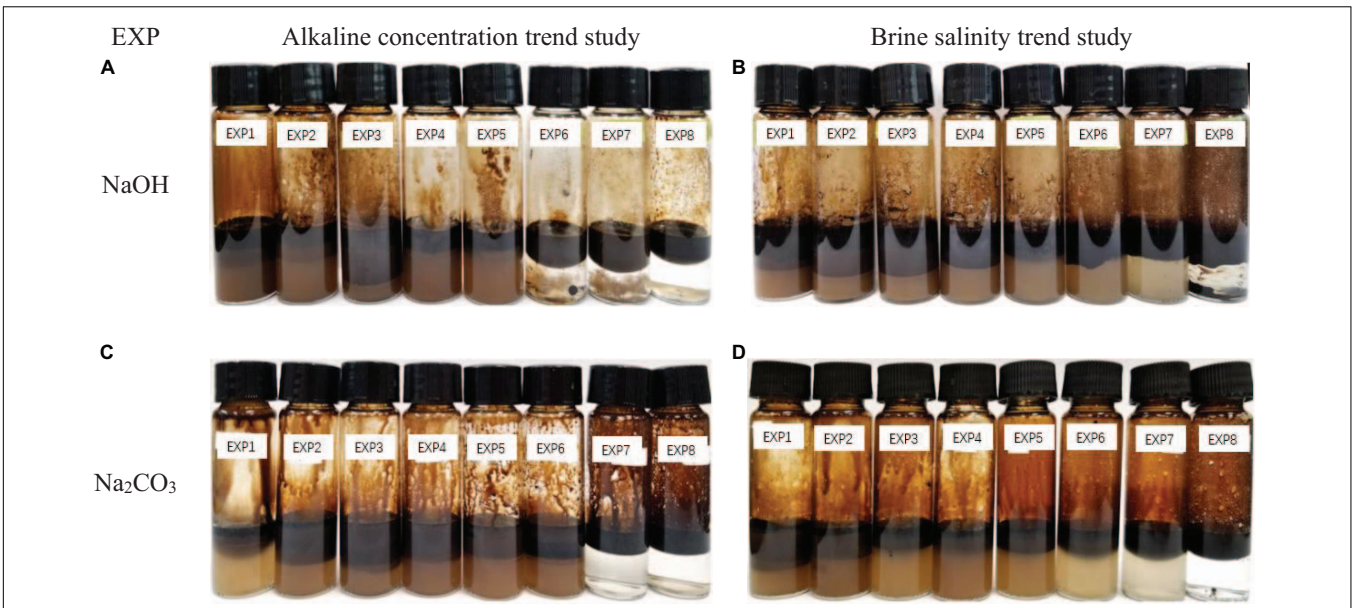 EXP Alkaline concentration trend study Brine salinity trend study
A B
EXP1 EXP2 EXP3 EXP4 EXP5 EXP6 EXP7 EXP8 EXP1 EXP2 EXP3 EXP4 EXP5 EXP6 EXP7 EXP8
NaOH
C D
EXP1 EXP2 EXP3 EXP4 EXP5 EXP6 EXP7 EXP8 EXP1 EXP2 EXP3 EXP4 EXP5 EXP6 EXP7 EXP8
Na₂CO₃